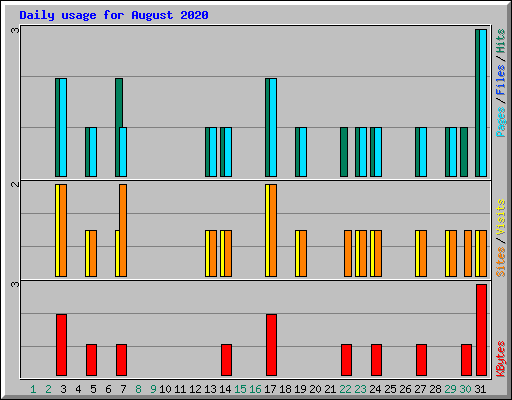 Daily usage for August 2020
3
Pages / Files / Hits
2
Sites / Visits
3
KBytes
1 2 3 4 5 6 7 8 9 10 11 12 13 14 15 16 17 18 19 20 21 22 23 24 25 26 27 28 29 30 31